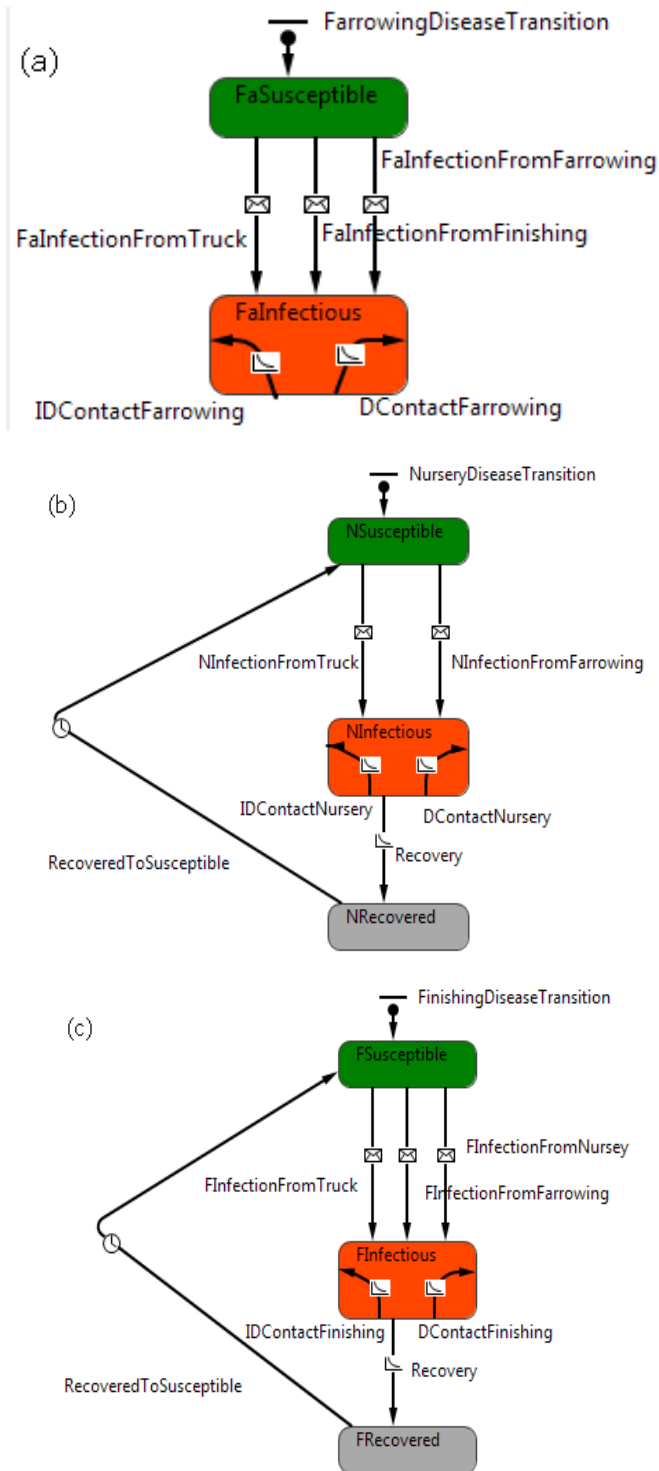 FarrowingDiseaseTransition
(a)
FaSusceptible
FaInfectionFromFarrowing
FaInfectionFromTruck
FaInfectionFromFinishing
FaInfectious
IDContactFarrowing
DContactFarrowing
NurseryDiseaseTransition
(b)
NSusceptible
NInfectionFromTruck
NInfectionFromFarrowing
NInfectious
IDContactNursery
DContactNursery
Recovery
RecoveredToSusceptible
NRecovered
FinishingDiseaseTransition
(c)
FSusceptible
FInfectionFromNursey
FInfectionFromTruck
FInfectionFromFarrowing
FInfectious
IDContactFinishing
DContactFinishing
Recovery
RecoveredToSusceptible
FRecovered